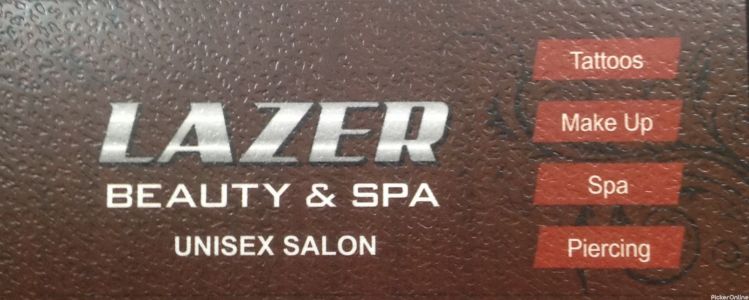 LAZER
BEAUTY & SPA
UNISEX SALON
Tattoos
Make Up
Spa
Piercing
PickerOnline